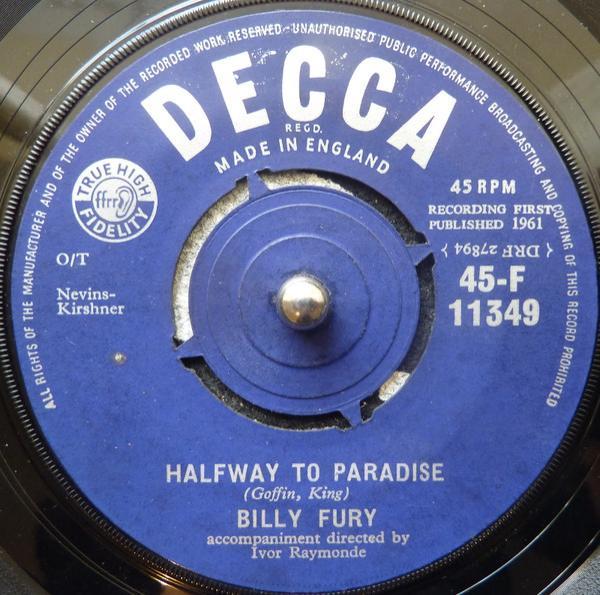 ALL RIGHTS OF THE MANUFACTURER AND OF THE OWNER OF THE RECORDED WORK RESERVED · UNAUTHORISED PUBLIC PERFORMANCE BROADCASTING AND COPYING OF THIS RECORD PROHIBITED
DECCA
REGD.
MADE IN ENGLAND
TRUE HIGH
ffrr
FIDELITY
45 RPM
RECORDING FIRST
PUBLISHED 1961
( DRF 27894 )
O/T
45-F
11349
Nevins-
Kirshner
HALFWAY TO PARADISE
(Goffin, King)
BILLY FURY
accompaniment directed by
Ivor Raymonde